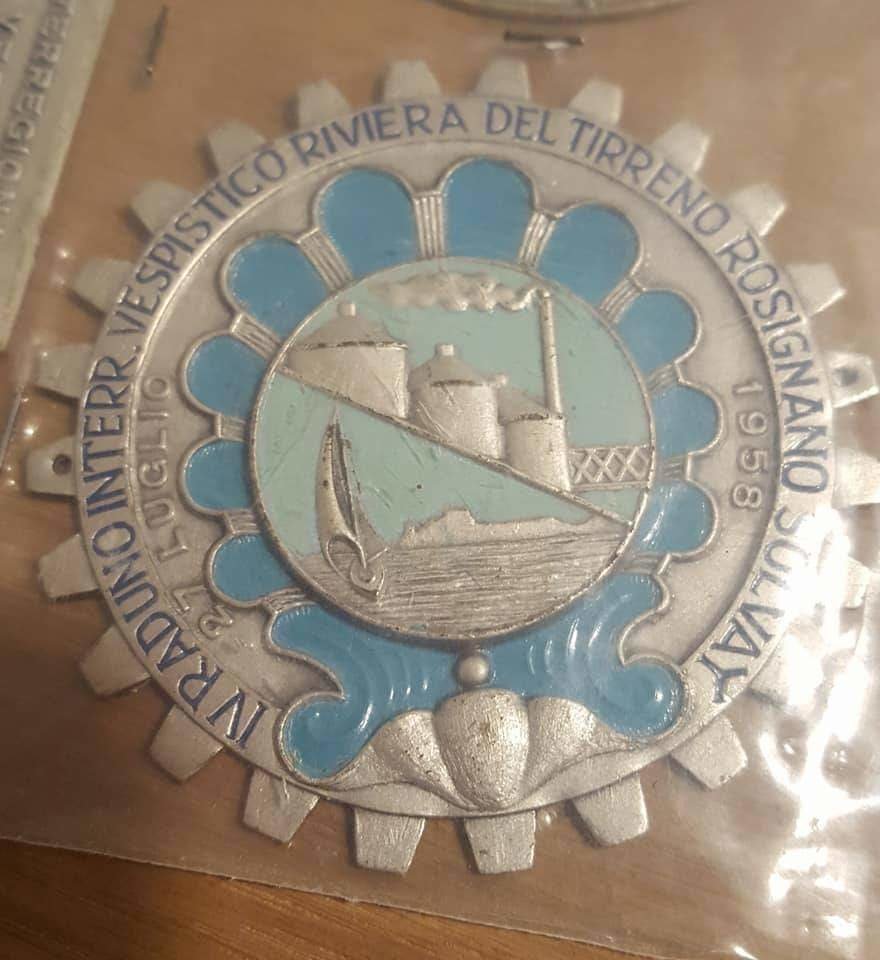 IV RADUNO INTERR. VESPISTICO RIVIERA DEL TIRRENO ROSIGNANO SOLVAY
27 LUGLIO
1958